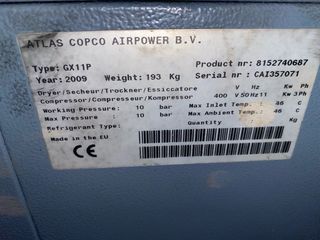 ATLAS COPCO AIRPOWER B.V.
Type: GX11P Product nr: 8152740687
Year: 2009 Weight: 193 Kg Serial nr : CAI357071
Dryer/Secheur/Trockner/Essiccatore V Hz Kw Ph
Compressor/Compresseur/Kompressor 400 V 50 Hz 11 Kw 3 Ph
Working Pressure : 10 bar Max Inlet Temp. : 46 C
Max Pressure : 10 bar Max Ambient Temp. : 46 C
Refrigerant Type: Quantity : Kg
Made in the EU
CE